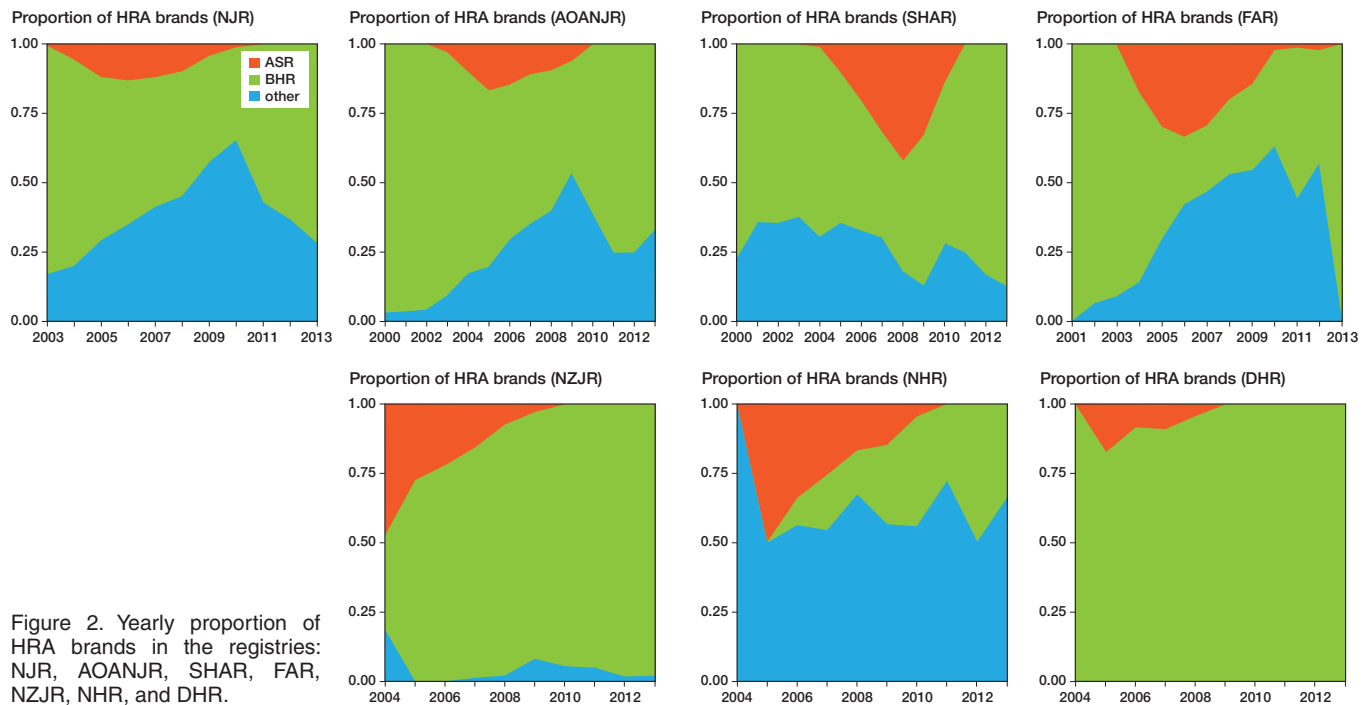 Proportion of HRA brands (NJR)
1.00
0.75
0.50
0.25
0.00
2003 2005 2007 2009 2011 2013
ASR
BHR
other
Proportion of HRA brands (AOANJR)
1.00
0.75
0.50
0.25
0.00
2000 2002 2004 2006 2008 2010 2012
Proportion of HRA brands (SHAR)
1.00
0.75
0.50
0.25
0.00
2000 2002 2004 2006 2008 2010 2012
Proportion of HRA brands (FAR)
1.00
0.75
0.50
0.25
0.00
2001 2003 2005 2007 2009 2011 2013
Proportion of HRA brands (NZJR)
1.00
0.75
0.50
0.25
0.00
2004 2006 2008 2010 2012
Proportion of HRA brands (NHR)
1.00
0.75
0.50
0.25
0.00
2004 2006 2008 2010 2012
Proportion of HRA brands (DHR)
1.00
0.75
0.50
0.25
0.00
2004 2006 2008 2010 2012
Figure 2. Yearly proportion of
HRA brands in the registries:
NJR, AOANJR, SHAR, FAR,
NZJR, NHR, and DHR.